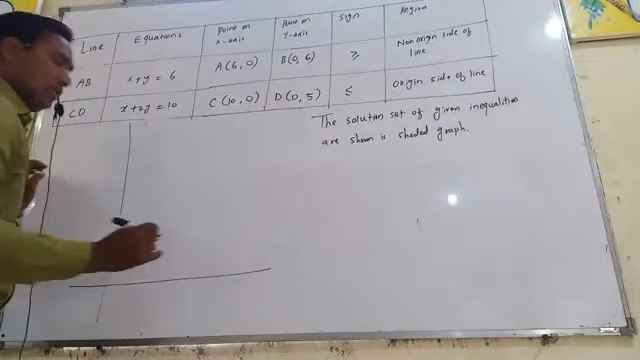 Line Equations Point on X-axis Point on Y-axis Sign Region
AB x+y = 6 A(6,0) B(0,6) ≥ Non origin side of line
CD x+2y = 10 C(10,0) D(0,5) ≤ Origin side of line
The solution set of given inequalities
are shown is shaded graph.